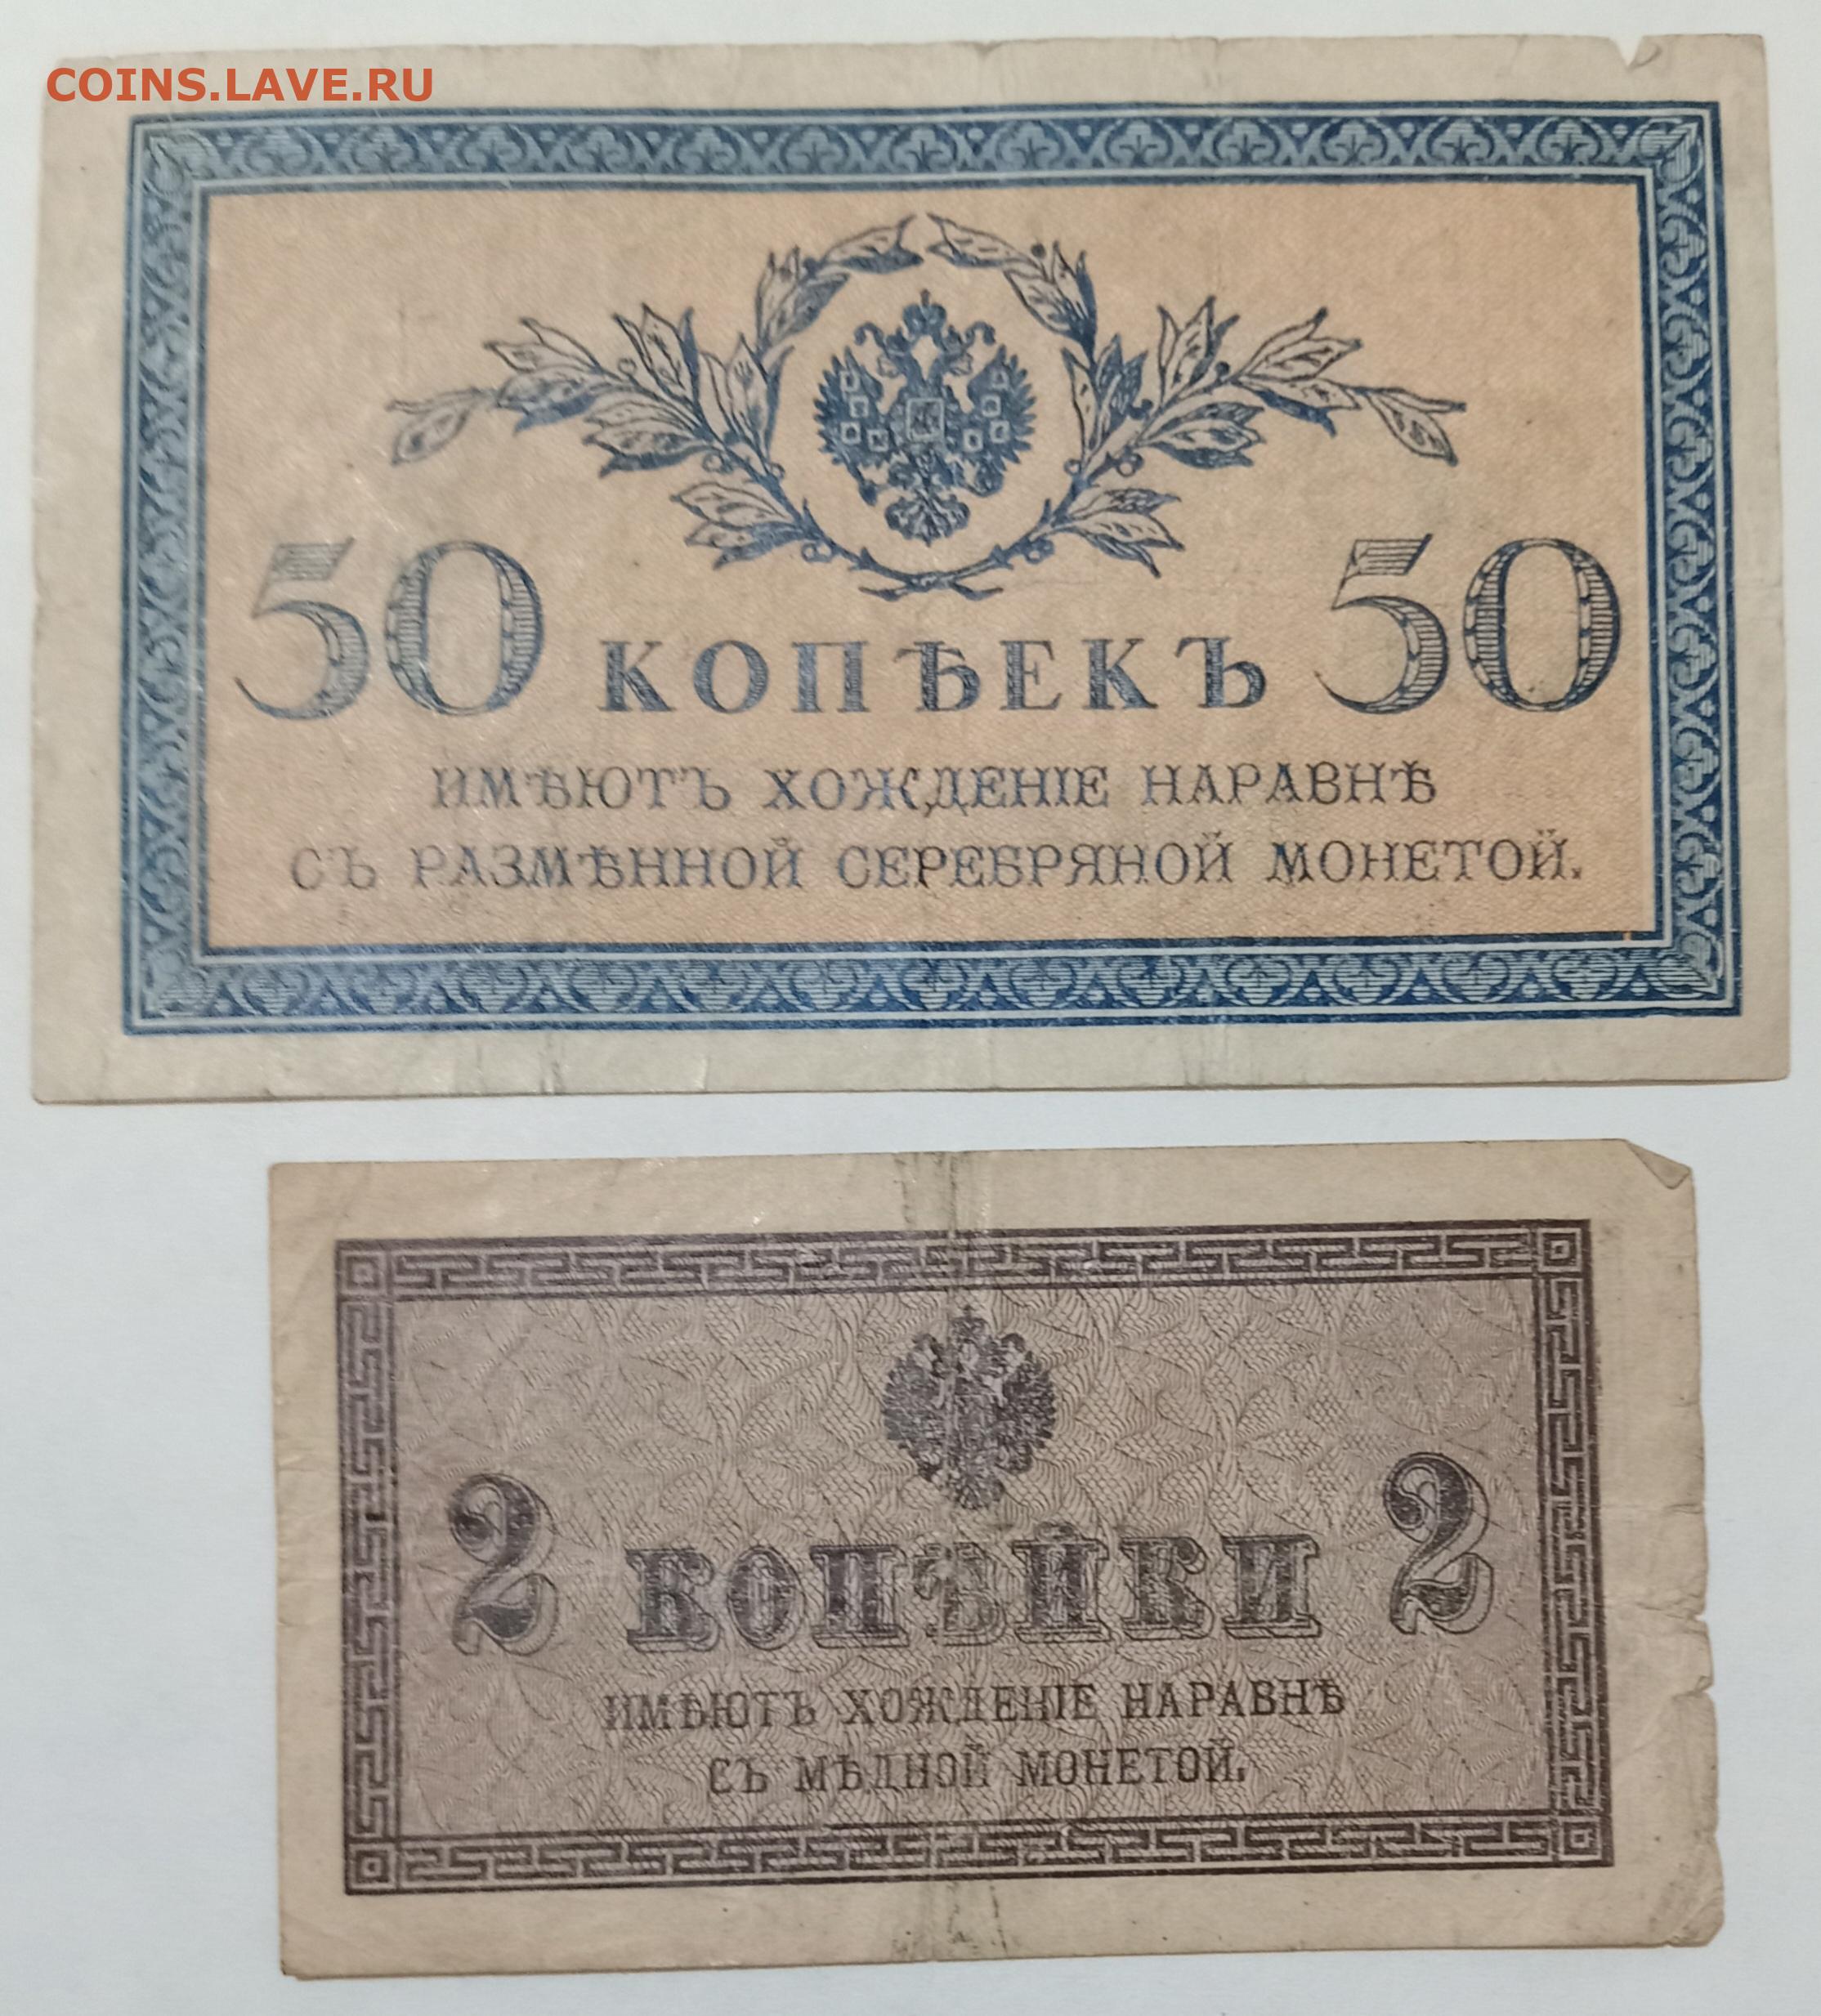 COINS.LAVE.RU
50 КОПѢЕКЪ 50
ИМѢЮТЪ ХОЖДЕНІЕ НАРАВНѢ
СЪ РАЗМѢННОЙ СЕРЕБРЯНОЙ МОНЕТОЙ.
2 КОПѢЙКИ 2
ИМѢЮТЪ ХОЖДЕНІЕ НАРАВНѢ
СЪ МѢДНОЙ МОНЕТОЙ.